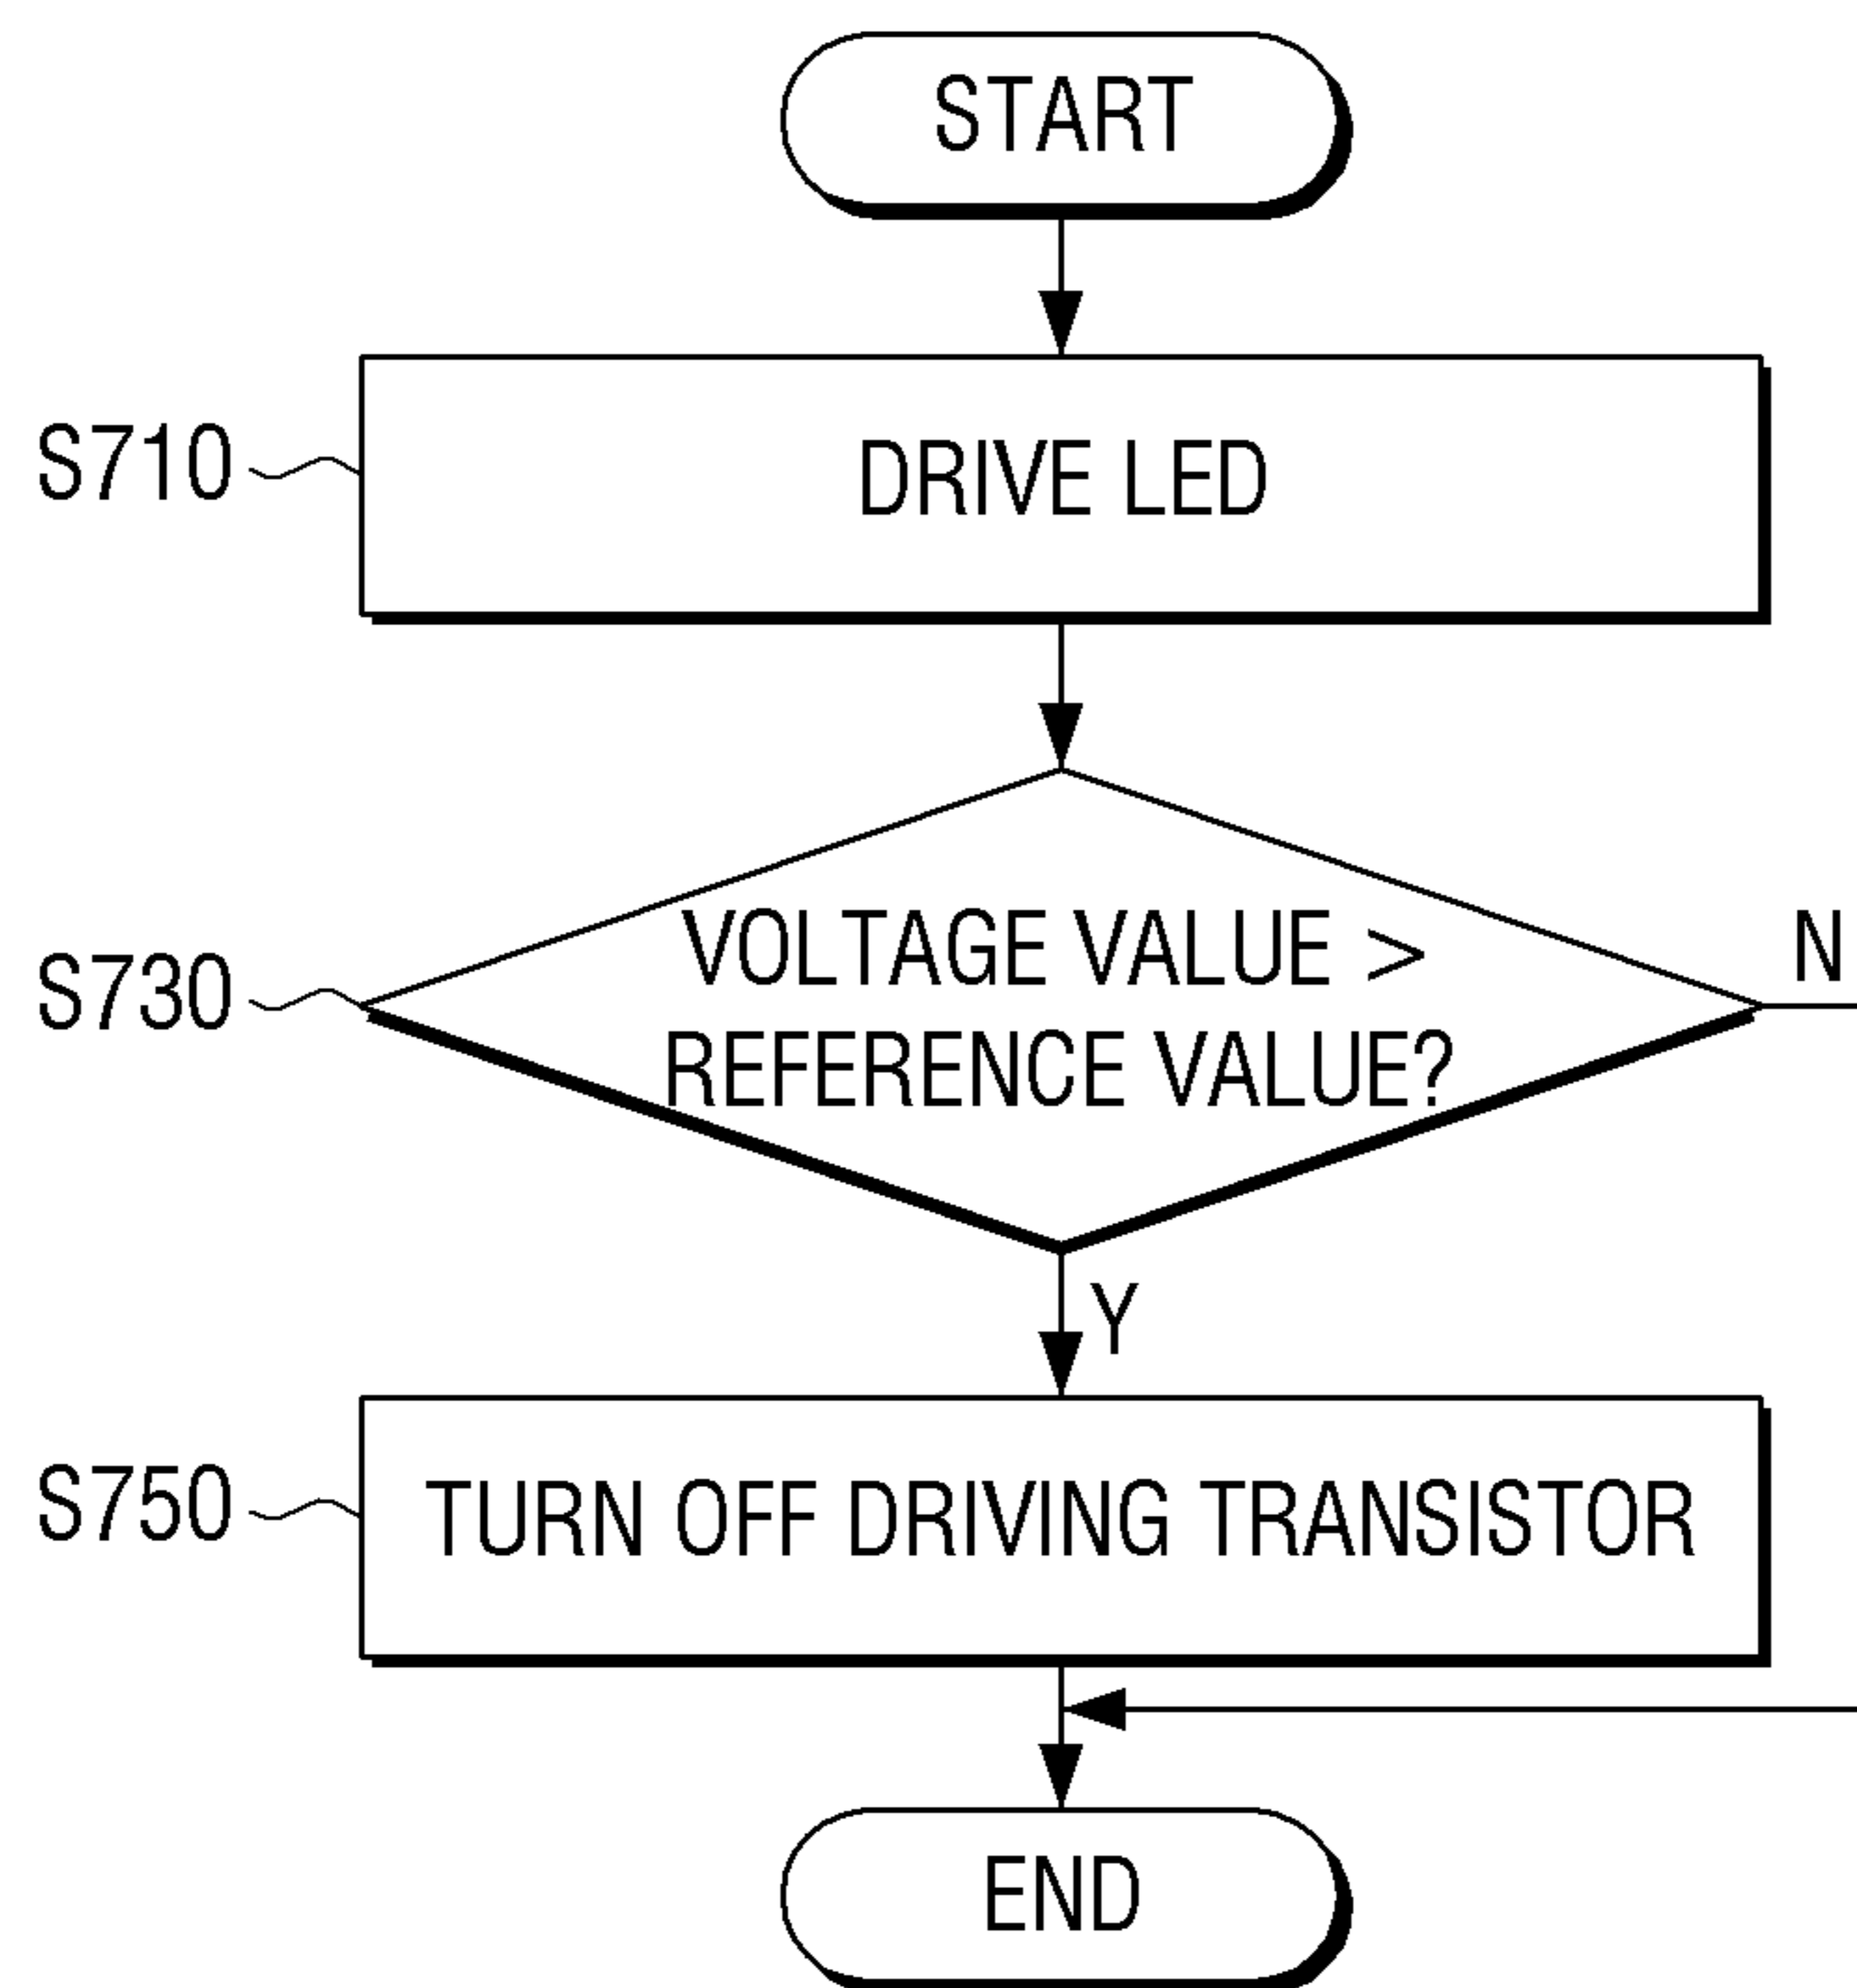 START
S710
DRIVE LED
S730
VOLTAGE VALUE >
REFERENCE VALUE?
N
Y
S750
TURN OFF DRIVING TRANSISTOR
END